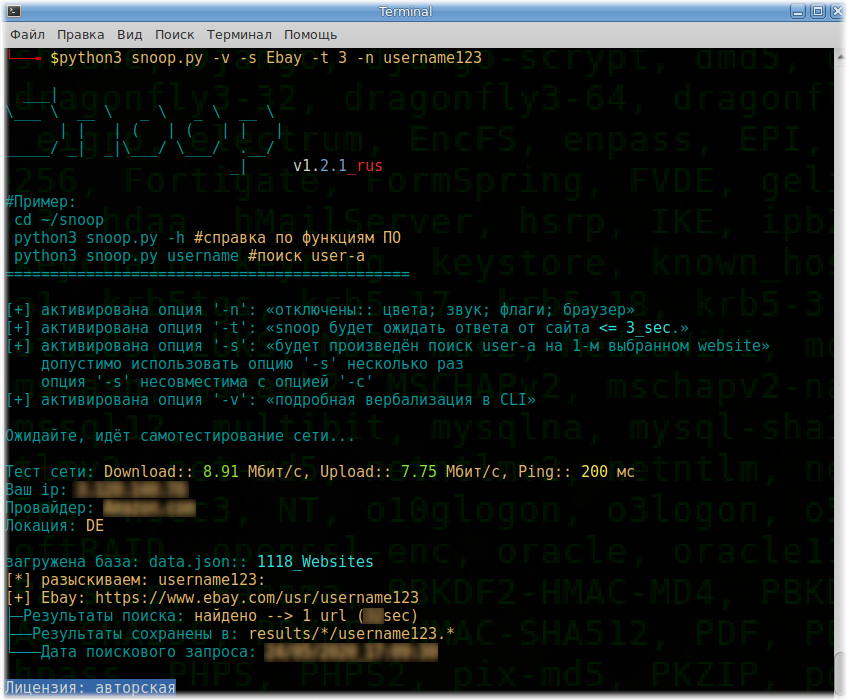 Terminal
Файл Правка Вид Поиск Терминал Помощь
$python3 snoop.py -v -s Ebay -t 3 -n username123
v1.2.1_rus
#Пример:
cd ~/snoop
python3 snoop.py -h #справка по функциям ПО
python3 snoop.py username #поиск user-а
==============================================
[+] активирована опция '-n': «отключены:: цвета; звук; флаги; браузер»
[+] активирована опция '-t': «snoop будет ожидать ответа от сайта <= 3_sec.»
[+] активирована опция '-s': «будет произведён поиск user-а на 1-м выбранном website»
допустимо использовать опцию '-s' несколько раз
опция '-s' несовместима с опцией '-c'
[+] активирована опция '-v': «подробная вербализация в CLI»
Ожидайте, идёт самотестирование сети...
Тест сети: Download:: 8.91 Мбит/с, Upload:: 7.75 Мбит/с, Ping:: 200 мс
Ваш ip:
Провайдер:
Локация: DE
загружена база: data.json:: 1118_Websites
[*] разыскиваем: username123:
[+] Ebay: https://www.ebay.com/usr/username123
├─Результаты поиска: найдено --> 1 url ( sec)
├──Результаты сохранены в: results/*/username123.*
└───Дата поискового запроса:
Лицензия: авторская